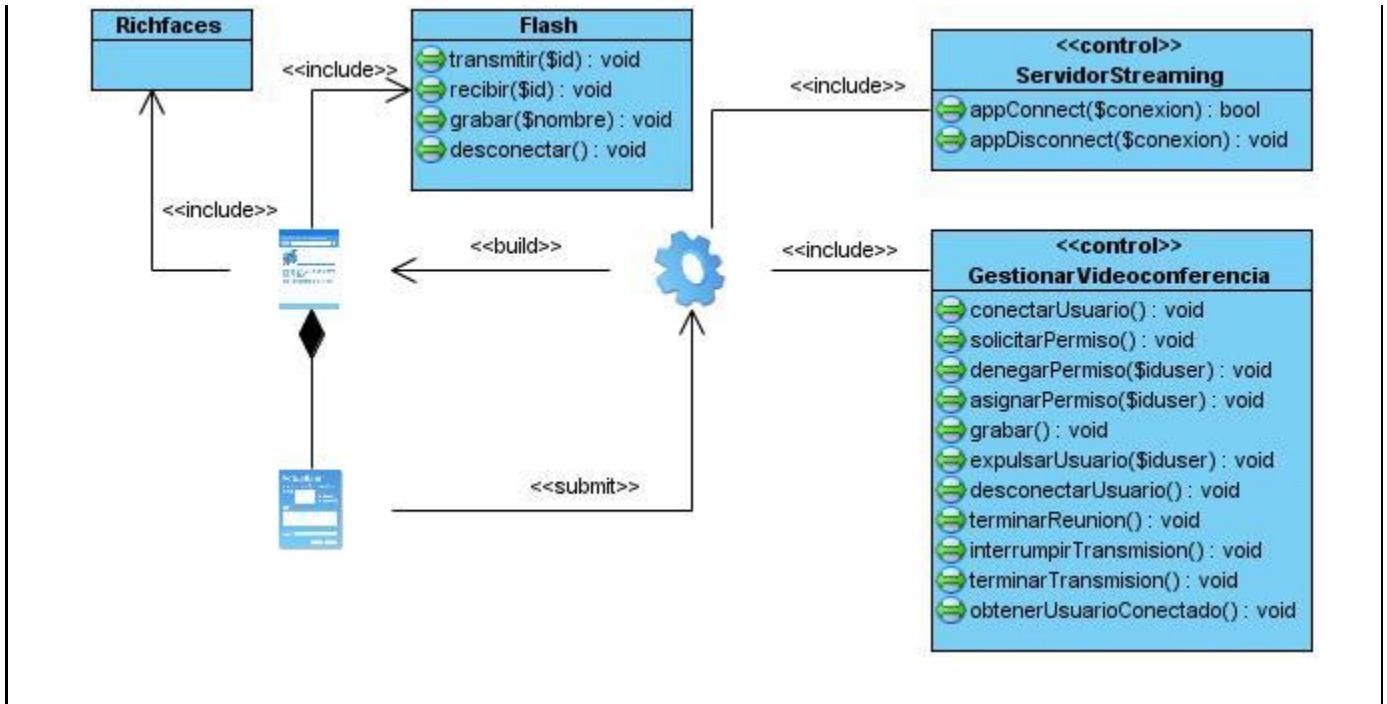 Richfaces
Flash
transmitir($id) : void
recibir($id) : void
grabar($nombre) : void
desconectar() : void
<<include>>
<<include>>
<<control>>
ServidorStreaming
appConnect($conexion) : bool
appDisconnect($conexion) : void
<<include>>
<<build>>
<<include>>
<<control>>
GestionarVideoconferencia
conectarUsuario() : void
solicitarPermiso() : void
denegarPermiso($iduser) : void
asignarPermiso($iduser) : void
grabar() : void
expulsarUsuario($iduser) : void
desconectarUsuario() : void
terminarReunion() : void
interrumpirTransmision() : void
terminarTransmision() : void
obtenerUsuarioConectado() : void
<<submit>>